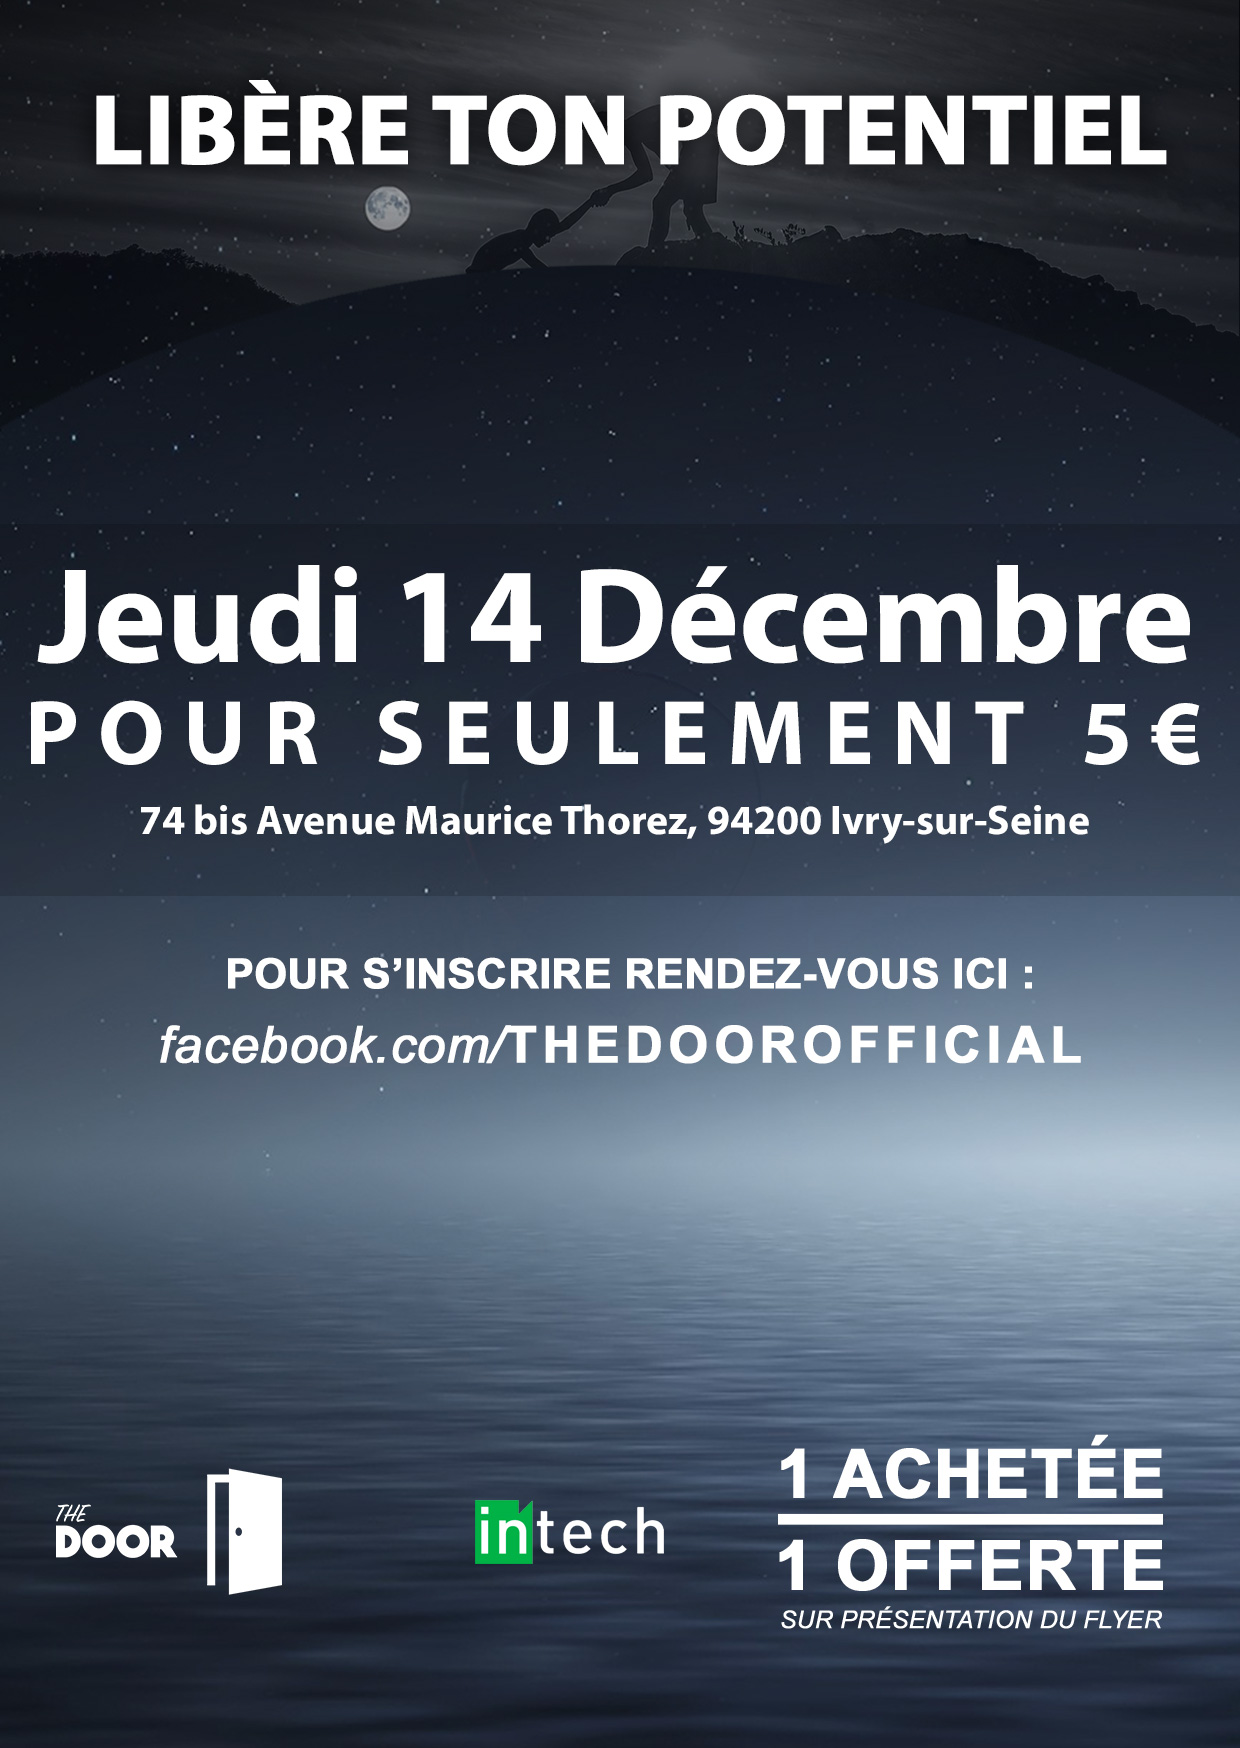 LIBÈRE TON POTENTIEL
Jeudi 14 Décembre
POUR SEULEMENT 5€
74 bis Avenue Maurice Thorez, 94200 Ivry-sur-Seine
POUR S’INSCRIRE RENDEZ-VOUS ICI :
facebook.com/THEDOOROFFICIAL
THE
DOOR
intech
1 ACHETÉE
1 OFFERTE
SUR PRÉSENTATION DU FLYER